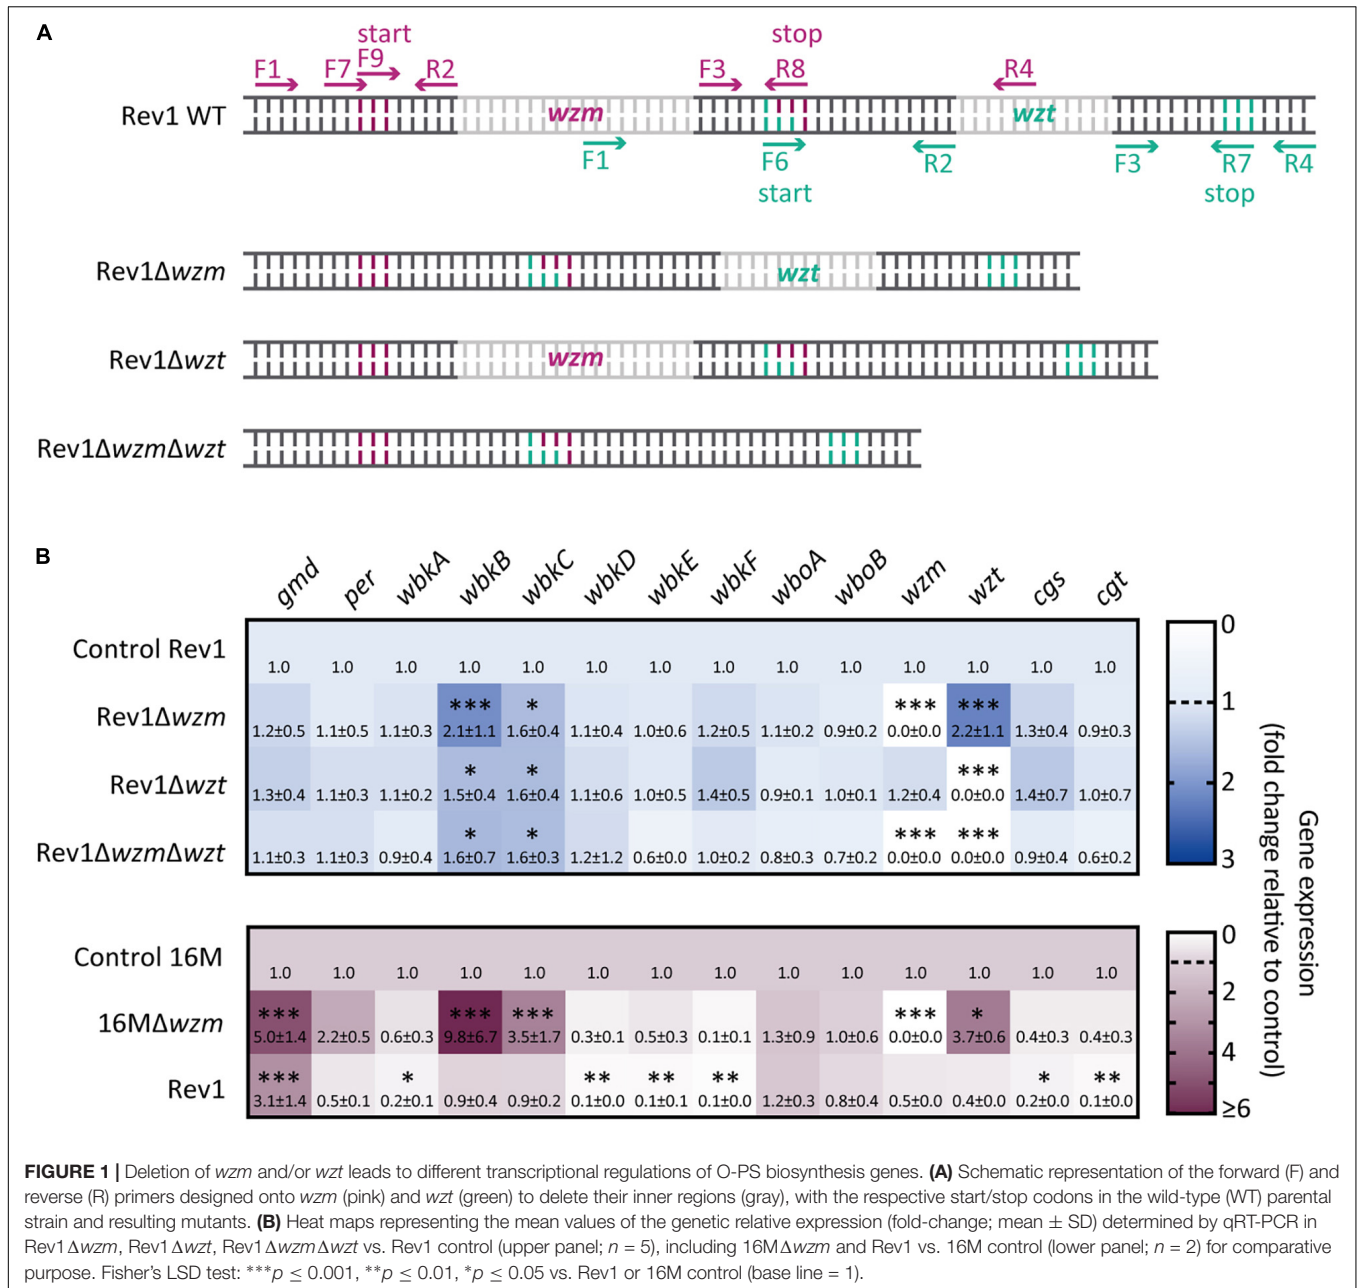 A
start stop
F1 F7 F9 R2 F3 R8 R4
Rev1 WT wzm wzt
F1 F6 R2 F3 R7 R4
start stop
Rev1Δwzm wzt
Rev1Δwzt wzm
Rev1ΔwzmΔwzt
B
gmd per wbkA wbkB wbkC wbkD wbkE wbkF wboA wboB wzm wzt cgs cgt
Control Rev1
1.0 1.0 1.0 1.0 1.0 1.0 1.0 1.0 1.0 1.0 1.0 1.0 1.0 1.0
*** * *** ***
Rev1Δwzm
1.2±0.5 1.1±0.5 1.1±0.3 2.1±1.1 1.6±0.4 1.1±0.4 1.0±0.6 1.2±0.5 1.1±0.2 0.9±0.2 0.0±0.0 2.2±1.1 1.3±0.4 0.9±0.3
* * ***
Rev1Δwzt
1.3±0.4 1.1±0.3 1.1±0.2 1.5±0.4 1.6±0.4 1.1±0.6 1.0±0.5 1.4±0.5 0.9±0.1 1.0±0.1 1.2±0.4 0.0±0.0 1.4±0.7 1.0±0.7
* * *** ***
Rev1ΔwzmΔwzt
1.1±0.3 1.1±0.3 0.9±0.4 1.6±0.7 1.6±0.3 1.2±1.2 0.6±0.0 1.0±0.2 0.8±0.3 0.7±0.2 0.0±0.0 0.0±0.0 0.9±0.4 0.6±0.2
0
1
2
3
Control 16M
1.0 1.0 1.0 1.0 1.0 1.0 1.0 1.0 1.0 1.0 1.0 1.0 1.0 1.0
*** *** *** *** *
16MΔwzm
5.0±1.4 2.2±0.5 0.6±0.3 9.8±6.7 3.5±1.7 0.3±0.1 0.5±0.3 0.1±0.1 1.3±0.9 1.0±0.6 0.0±0.0 3.7±0.6 0.4±0.3 0.4±0.3
*** * ** ** ** * **
Rev1
3.1±1.4 0.5±0.1 0.2±0.1 0.9±0.4 0.9±0.2 0.1±0.0 0.1±0.1 0.1±0.0 1.2±0.3 0.8±0.4 0.5±0.0 0.4±0.0 0.2±0.0 0.1±0.0
0
2
4
≥6
Gene expression
(fold change relative to control)
FIGURE 1 | Deletion of wzm and/or wzt leads to different transcriptional regulations of O-PS biosynthesis genes. (A) Schematic representation of the forward (F) and
reverse (R) primers designed onto wzm (pink) and wzt (green) to delete their inner regions (gray), with the respective start/stop codons in the wild-type (WT) parental
strain and resulting mutants. (B) Heat maps representing the mean values of the genetic relative expression (fold-change; mean ± SD) determined by qRT-PCR in
Rev1Δwzm, Rev1Δwzt, Rev1ΔwzmΔwzt vs. Rev1 control (upper panel; n = 5), including 16MΔwzm and Rev1 vs. 16M control (lower panel; n = 2) for comparative
purpose. Fisher's LSD test: ***p ≤ 0.001, **p ≤ 0.01, *p ≤ 0.05 vs. Rev1 or 16M control (base line = 1).